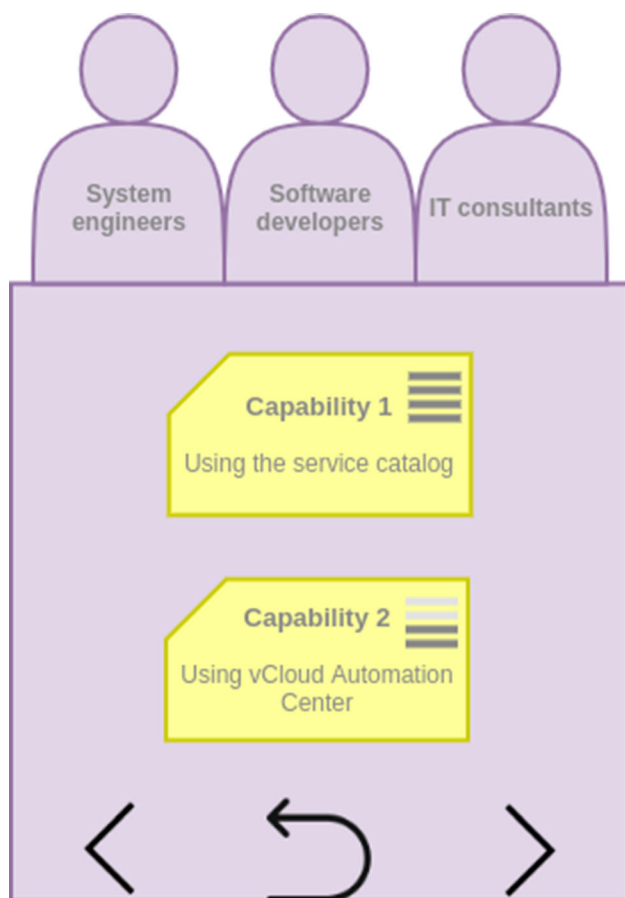 System
engineers
Software
developers
IT consultants
Capability 1
Using the service catalog
Capability 2
Using vCloud Automation
Center